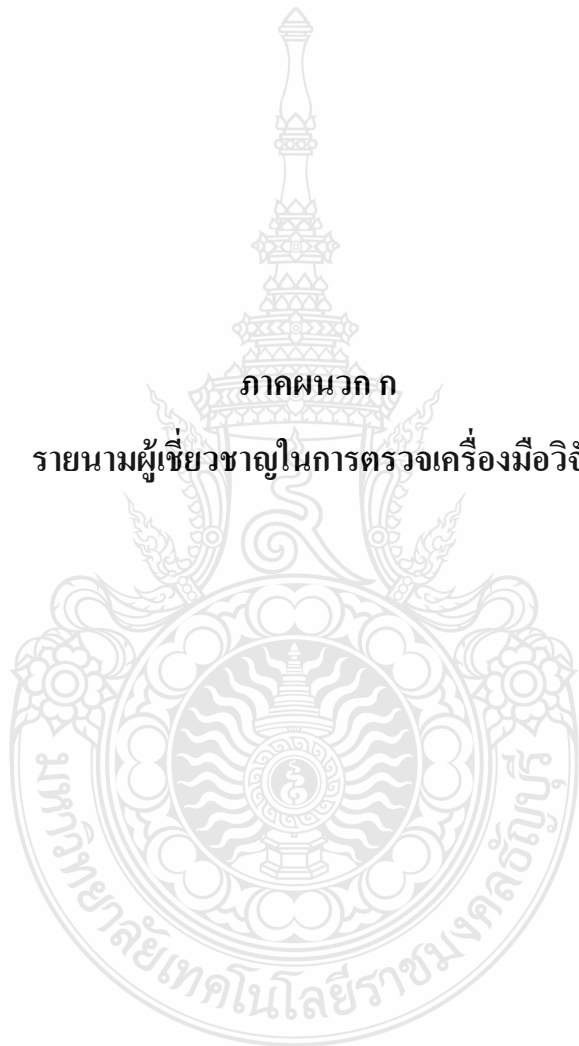 ภาคผนวก ก
รายนามผู้เชี่ยวชาญในการตรวจเครื่องมือวิจั
มหาวิทยาลัยเทคโนโลยีราชมงคลธัญบุรี